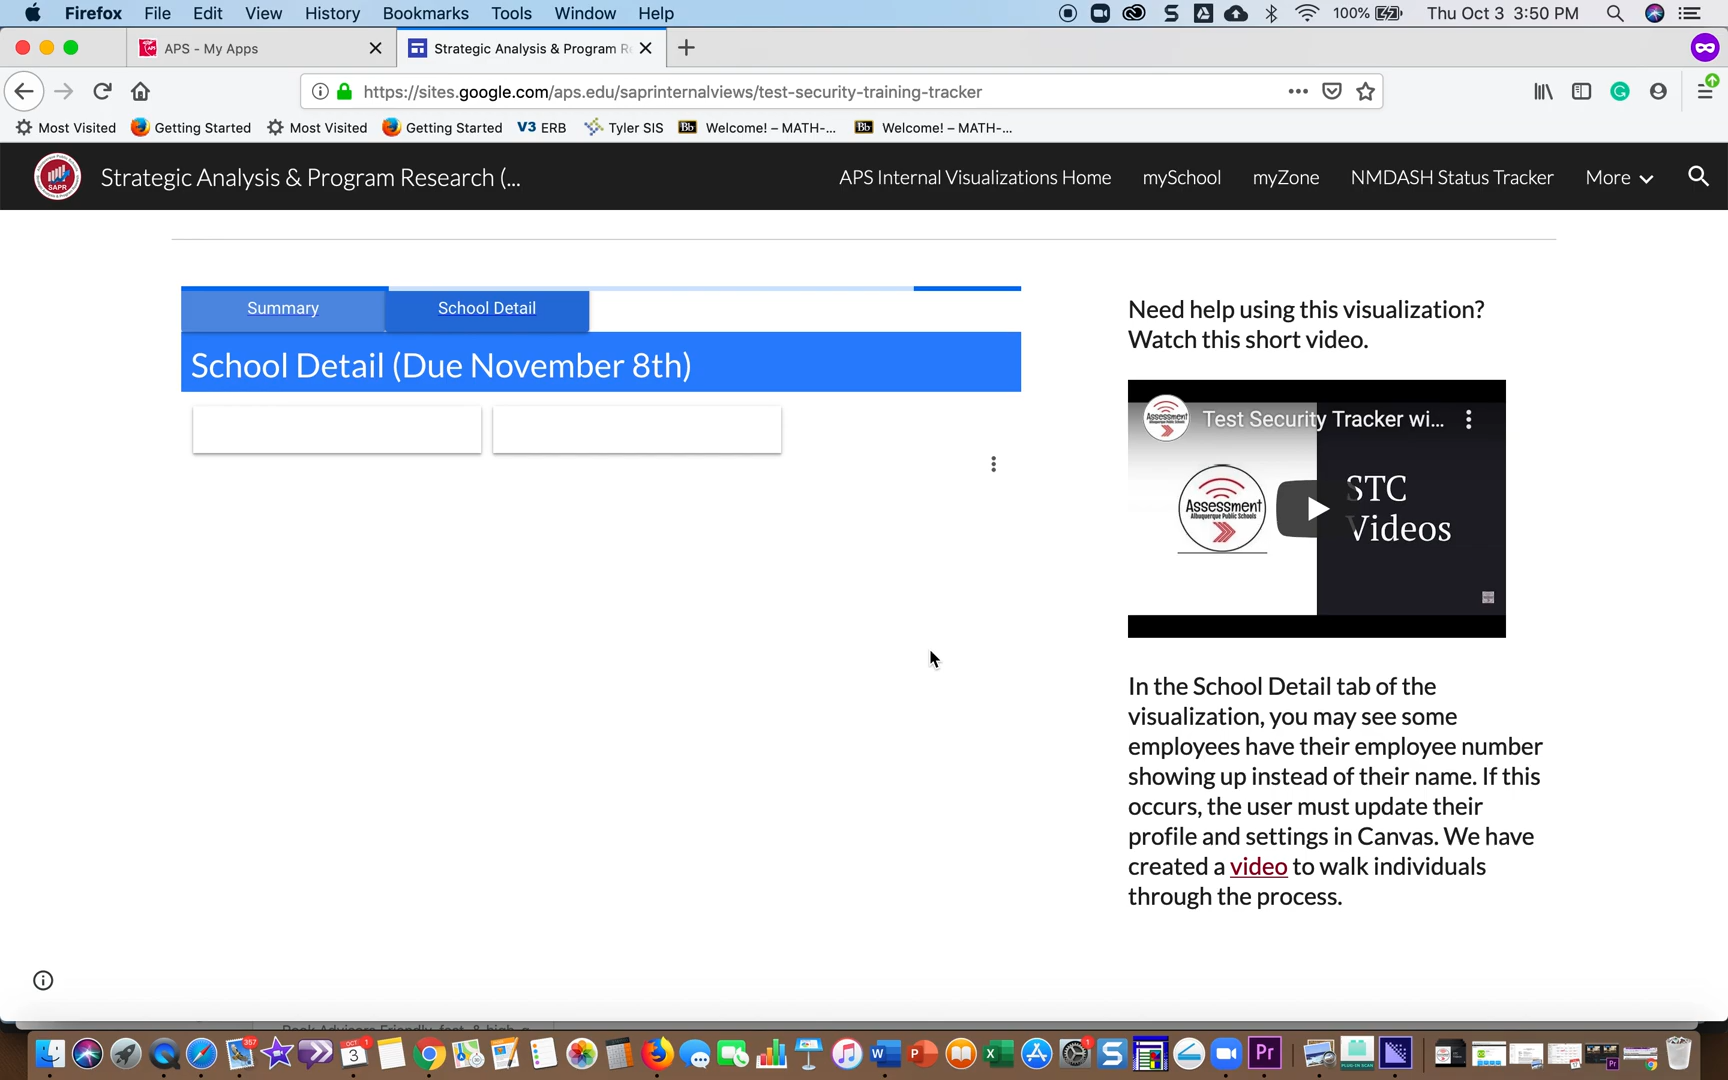 Firefox File Edit View History Bookmarks Tools Window Help 100% Thu Oct 3 3:50 PM
APS - My Apps Strategic Analysis & Program R
https://sites.google.com/aps.edu/saprinternalviews/test-security-training-tracker
Most Visited Getting Started Most Visited Getting Started V3 ERB Tyler SIS Bb Welcome! – MATH-... Bb Welcome! – MATH-...
SAPR Strategic Analysis & Program Research (... APS Internal Visualizations Home mySchool myZone NMDASH Status Tracker More
Summary School Detail
School Detail (Due November 8th)
Need help using this visualization?
Watch this short video.
Assessment Test Security Tracker wi...
Assessment
Albuquerque Public Schools
STC
Videos
In the School Detail tab of the
visualization, you may see some
employees have their employee number
showing up instead of their name. If this
occurs, the user must update their
profile and settings in Canvas. We have
created a video to walk individuals
through the process.